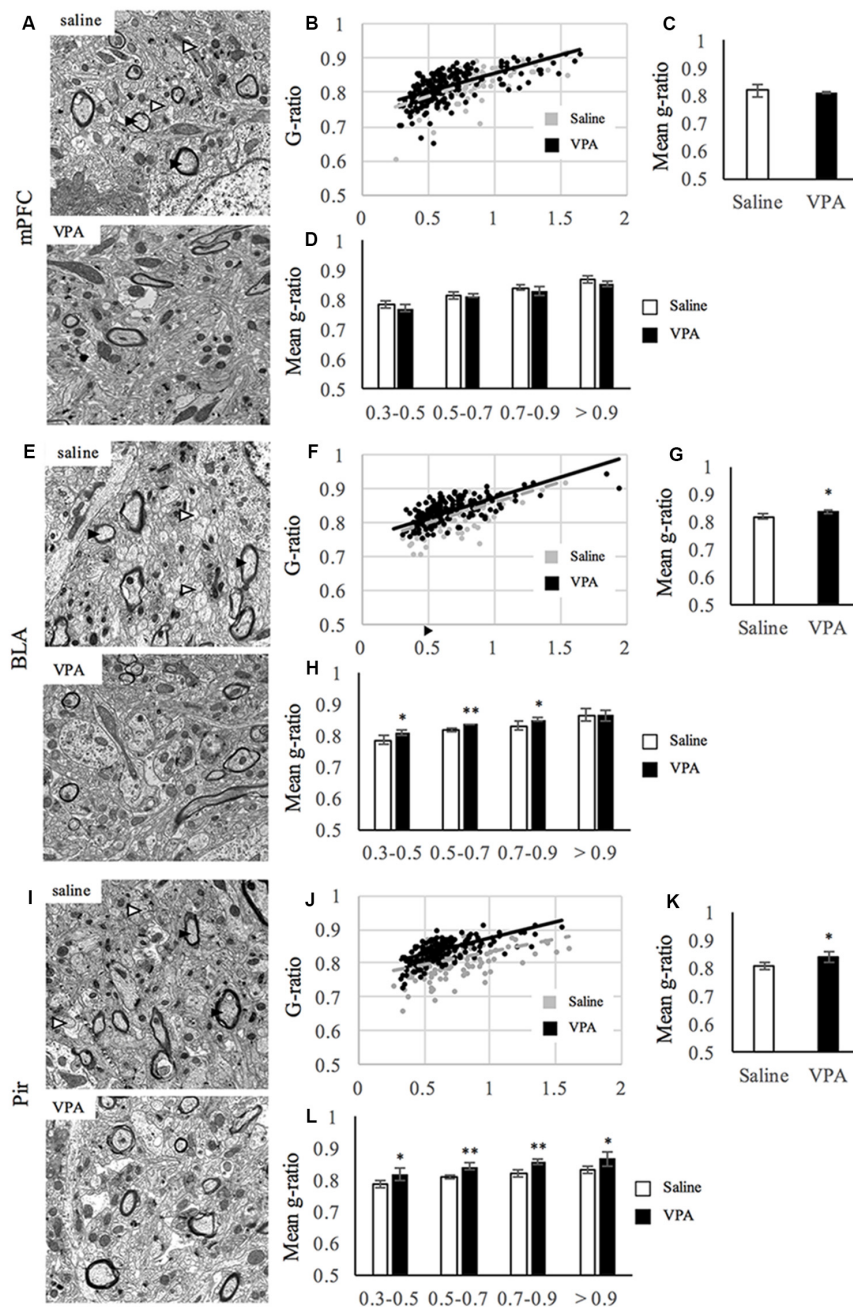 A
saline
mPFC
VPA
B
G-ratio
1
0.9
0.8
0.7
0.6
0.5
0 0.5 1 1.5 2
Saline
VPA
C
Mean g-ratio
1
0.9
0.8
0.7
0.6
0.5
Saline VPA
D
Mean g-ratio
1
0.9
0.8
0.7
0.6
0.5
0.3-0.5 0.5-0.7 0.7-0.9 > 0.9
Saline
VPA
E
saline
BLA
VPA
F
G-ratio
1
0.9
0.8
0.7
0.6
0.5
0 0.5 1 1.5 2
Saline
VPA
G
Mean g-ratio
1
0.9
0.8
0.7
0.6
0.5
*
Saline VPA
H
Mean g-ratio
1
0.9
0.8
0.7
0.6
0.5
* ** *
0.3-0.5 0.5-0.7 0.7-0.9 > 0.9
Saline
VPA
I
saline
Pir
VPA
J
G-ratio
1
0.9
0.8
0.7
0.6
0.5
0 0.5 1 1.5 2
Saline
VPA
K
Mean g-ratio
1
0.9
0.8
0.7
0.6
0.5
*
Saline VPA
L
Mean g-ratio
1
0.9
0.8
0.7
0.6
0.5
* ** ** *
0.3-0.5 0.5-0.7 0.7-0.9 > 0.9
Saline
VPA